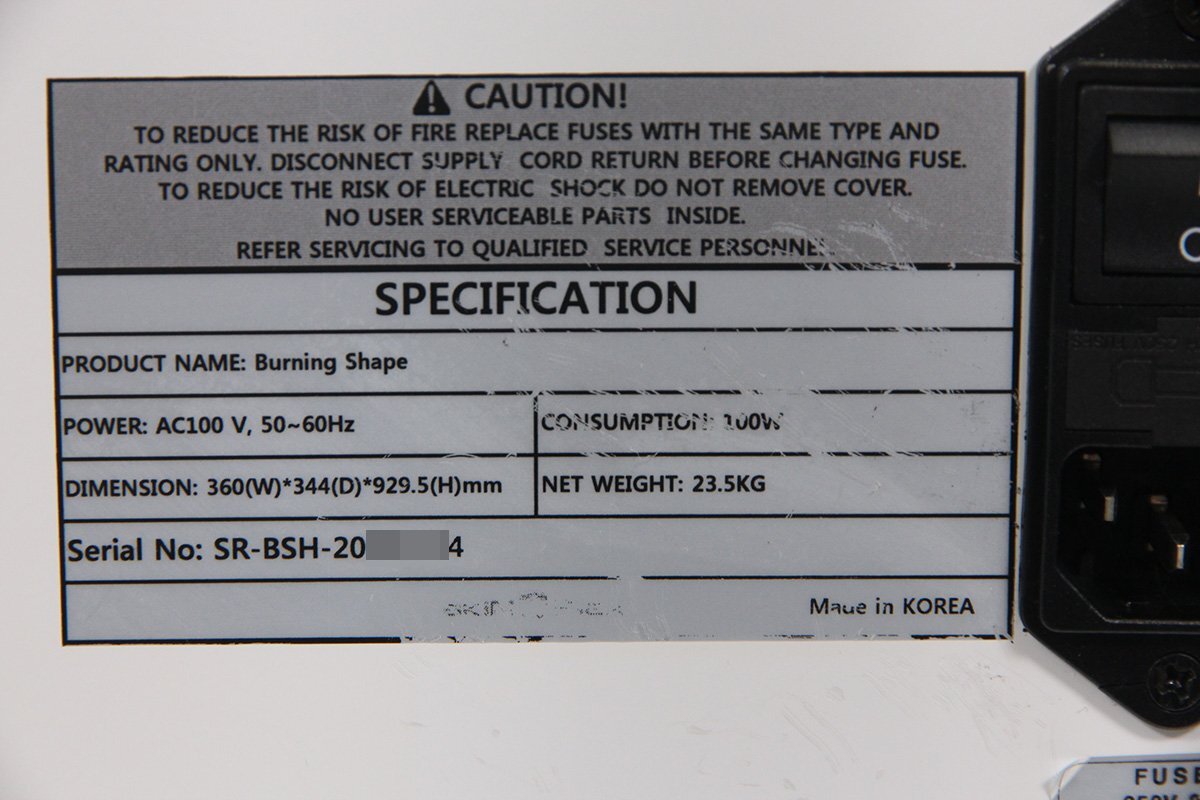 CAUTION!
TO REDUCE THE RISK OF FIRE REPLACE FUSES WITH THE SAME TYPE AND
RATING ONLY. DISCONNECT SUPPLY CORD RETURN BEFORE CHANGING FUSE.
TO REDUCE THE RISK OF ELECTRIC SHOCK DO NOT REMOVE COVER.
NO USER SERVICEABLE PARTS INSIDE.
REFER SERVICING TO QUALIFIED SERVICE PERSONNEL.
SPECIFICATION
PRODUCT NAME: Burning Shape
POWER: AC100 V, 50~60Hz
CONSUMPTION: 100W
DIMENSION: 360(W)*344(D)*929.5(H)mm
NET WEIGHT: 23.5KG
Serial No: SR-BSH-20 4
Made in KOREA
FUSE